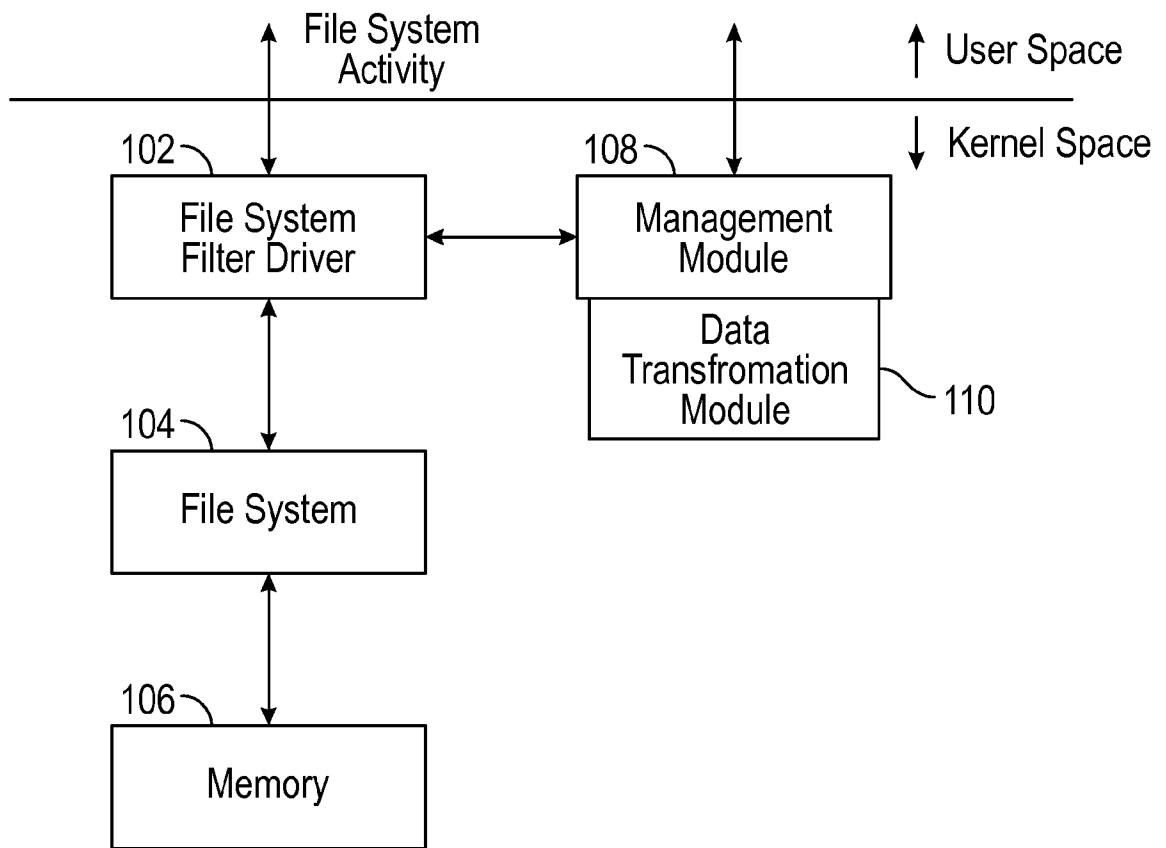 File System
Activity
User Space
Kernel Space
102
File System
Filter Driver
108
Management
Module
Data
Transfromation
Module
110
104
File System
106
Memory